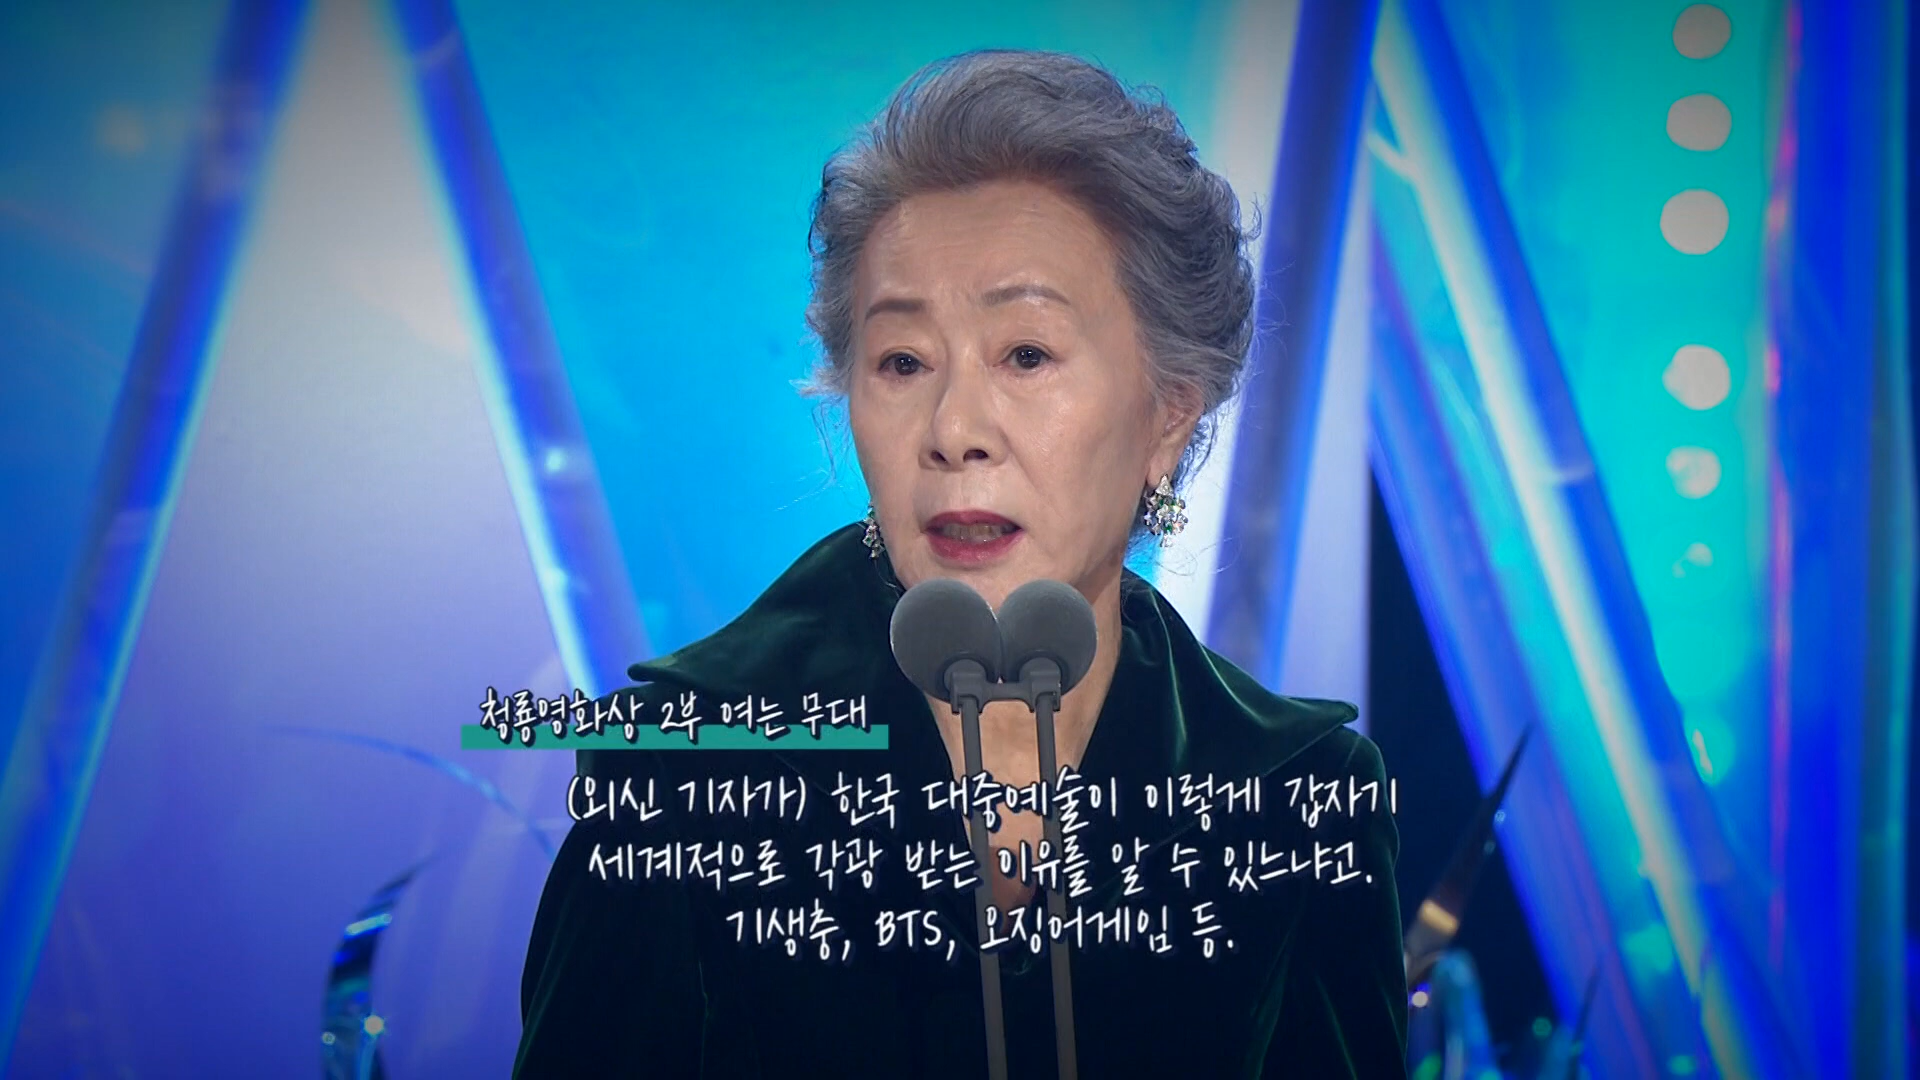 청룡영화상 2부 여는 무대
(외신 기자가) 한국 대중예술이 이렇게 갑자기
세계적으로 각광 받는 이유를 알 수 있느냐고.
기생충, BTS, 오징어게임 등.